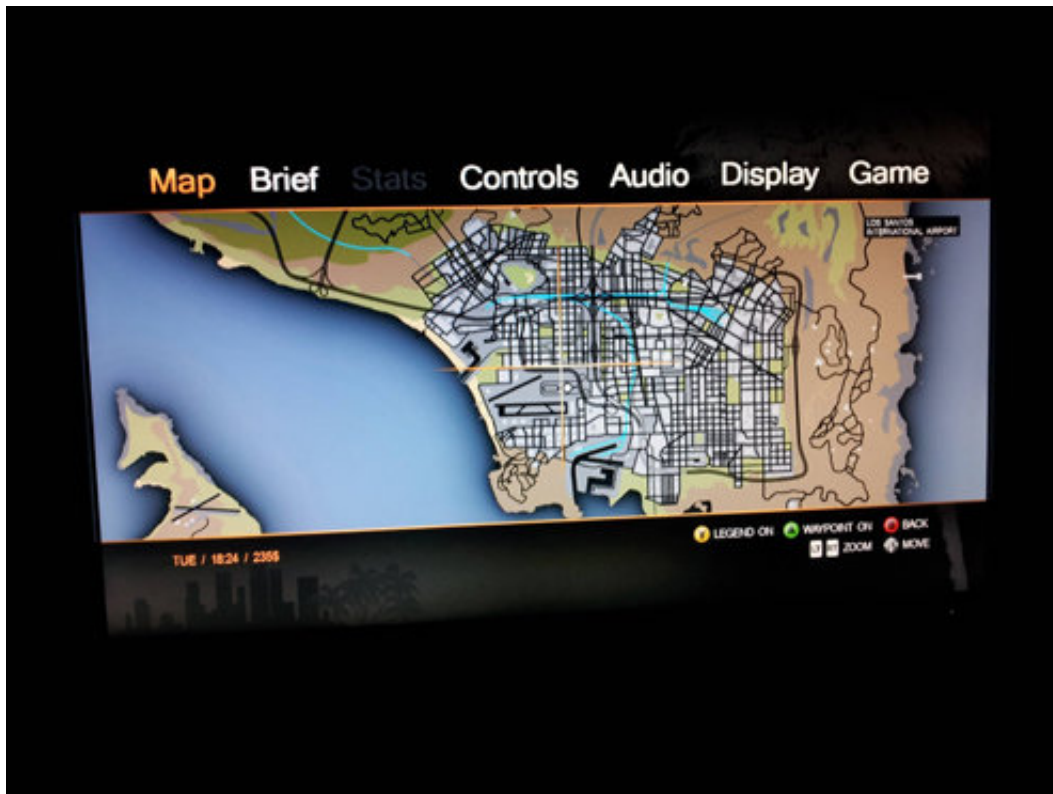 Map Brief Stats Controls Audio Display Game
LOS SANTOS
INTERNATIONAL AIRPORT
LEGEND ON WAYPOINT ON BACK
ZOOM MOVE
TUE / 18:24 / 235$